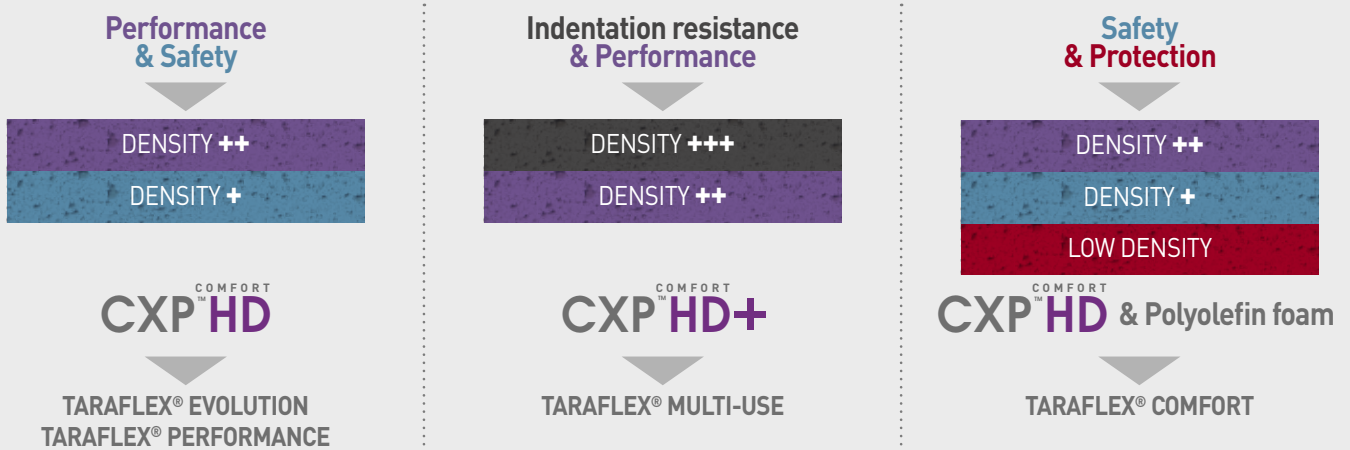 Performance
& Safety
DENSITY ++
DENSITY +
COMFORT
CXP™HD
TARAFLEX® EVOLUTION
TARAFLEX® PERFORMANCE
Indentation resistance
& Performance
DENSITY +++
DENSITY ++
COMFORT
CXP™HD+
TARAFLEX® MULTI-USE
Safety
& Protection
DENSITY ++
DENSITY +
LOW DENSITY
COMFORT
CXP™HD & Polyolefin foam
TARAFLEX® COMFORT